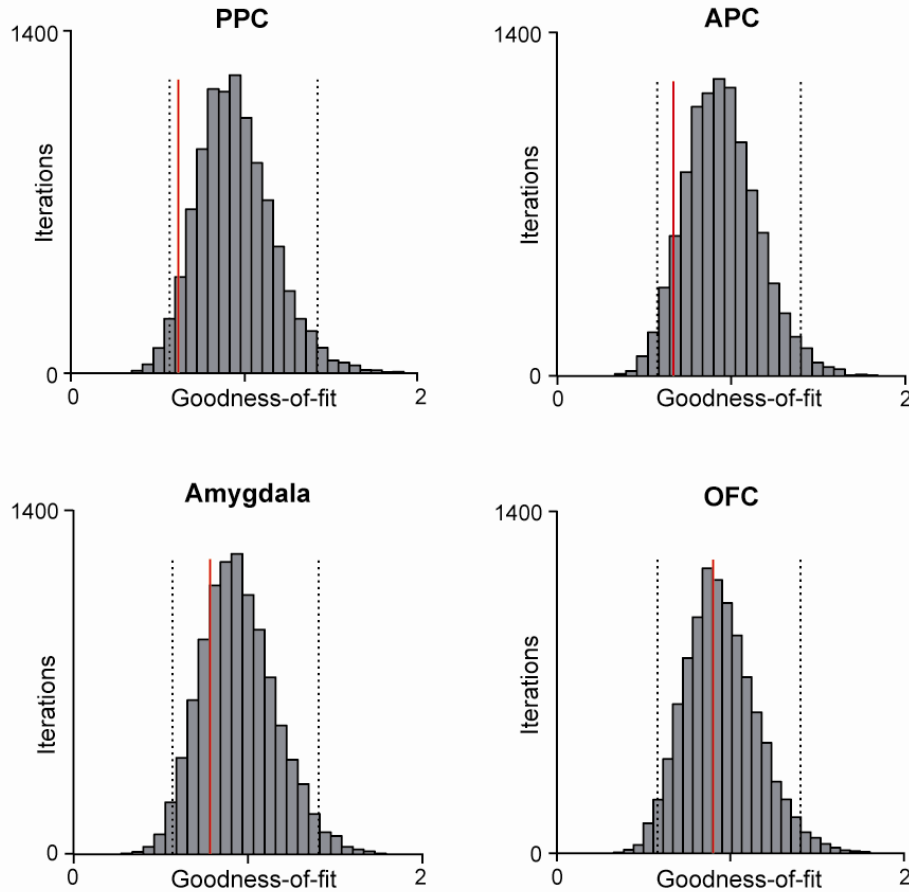 PPC
1400
Iterations
0
0
Goodness-of-fit
2
APC
1400
Iterations
0
0
Goodness-of-fit
2
Amygdala
1400
Iterations
0
0
Goodness-of-fit
2
OFC
1400
Iterations
0
0
Goodness-of-fit
2